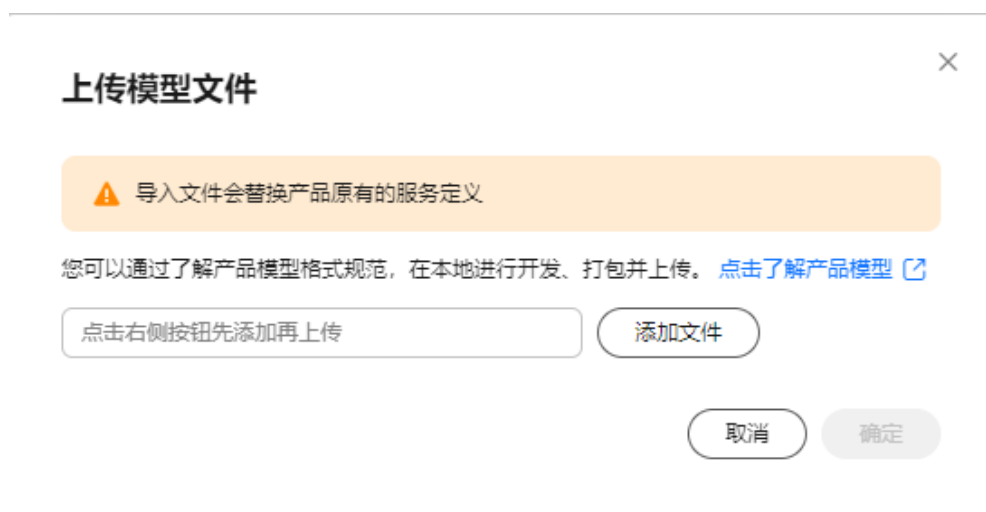 上传模型文件
导入文件会替换产品原有的服务定义
您可以通过了解产品模型格式规范，在本地进行开发、打包并上传。 点击了解产品模型
点击右侧按钮先添加再上传 添加文件
取消 确定